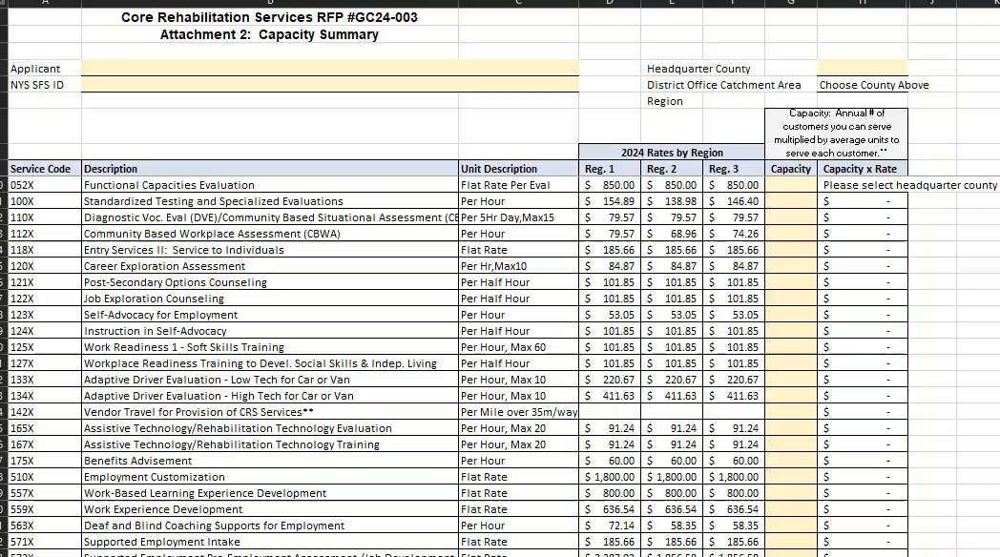 A B C D E F G H J K
Core Rehabilitation Services RFP #GC24-003
Attachment 2: Capacity Summary
Applicant Headquarter County
NYS SFS ID District Office Catchment Area Choose County Above
Region
Capacity: Annual # of
customers you can serve
multiplied by average units to
serve each customer.**
2024 Rates by Region
Service Code Description Unit Description Reg. 1 Reg. 2 Reg. 3 Capacity Capacity x Rate
052X Functional Capacities Evaluation Flat Rate Per Eval $ 850.00 $ 850.00 $ 850.00 Please select headquarter county
100X Standardized Testing and Specialized Evaluations Per Hour $ 154.89 $ 138.98 $ 146.40 $ -
110X Diagnostic Voc. Eval (DVE)/Community Based Situational Assessment (CE Per 5Hr Day,Max15 $ 79.57 $ 79.57 $ 79.57 $ -
112X Community Based Workplace Assessment (CBWA) Per Hour $ 79.57 $ 68.96 $ 74.26 $ -
118X Entry Services II: Service to Individuals Flat Rate $ 185.66 $ 185.66 $ 185.66 $ -
120X Career Exploration Assessment Per Hr,Max10 $ 84.87 $ 84.87 $ 84.87 $ -
121X Post-Secondary Options Counseling Per Half Hour $ 101.85 $ 101.85 $ 101.85 $ -
122X Job Exploration Counseling Per Half Hour $ 101.85 $ 101.85 $ 101.85 $ -
123X Self-Advocacy for Employment Per Hour $ 53.05 $ 53.05 $ 53.05 $ -
124X Instruction in Self-Advocacy Per Half Hour $ 101.85 $ 101.85 $ 101.85 $ -
125X Work Readiness 1 - Soft Skills Training Per Hour, Max 60 $ 101.85 $ 101.85 $ 101.85 $ -
127X Workplace Readiness Training to Devel. Social Skills & Indep. Living Per Half Hour $ 101.85 $ 101.85 $ 101.85 $ -
133X Adaptive Driver Evaluation - Low Tech for Car or Van Per Hour, Max 10 $ 220.67 $ 220.67 $ 220.67 $ -
134X Adaptive Driver Evaluation - High Tech for Car or Van Per Hour, Max 10 $ 411.63 $ 411.63 $ 411.63 $ -
142X Vendor Travel for Provision of CRS Services** Per Mile over 35m/way $ -
165X Assistive Technology/Rehabilitation Technology Evaluation Per Hour, Max 20 $ 91.24 $ 91.24 $ 91.24 $ -
167X Assistive Technology/Rehabilitation Technology Training Per Hour, Max 20 $ 91.24 $ 91.24 $ 91.24 $ -
175X Benefits Advisement Per Hour $ 60.00 $ 60.00 $ 60.00 $ -
510X Employment Customization Flat Rate $ 1,800.00 $ 1,800.00 $ 1,800.00 $ -
557X Work-Based Learning Experience Development Flat Rate $ 800.00 $ 800.00 $ 800.00 $ -
559X Work Experience Development Flat Rate $ 636.54 $ 636.54 $ 636.54 $ -
563X Deaf and Blind Coaching Supports for Employment Per Hour $ 72.14 $ 58.35 $ 58.35 $ -
571X Supported Employment Intake Flat Rate $ 185.66 $ 185.66 $ 185.66 $ -